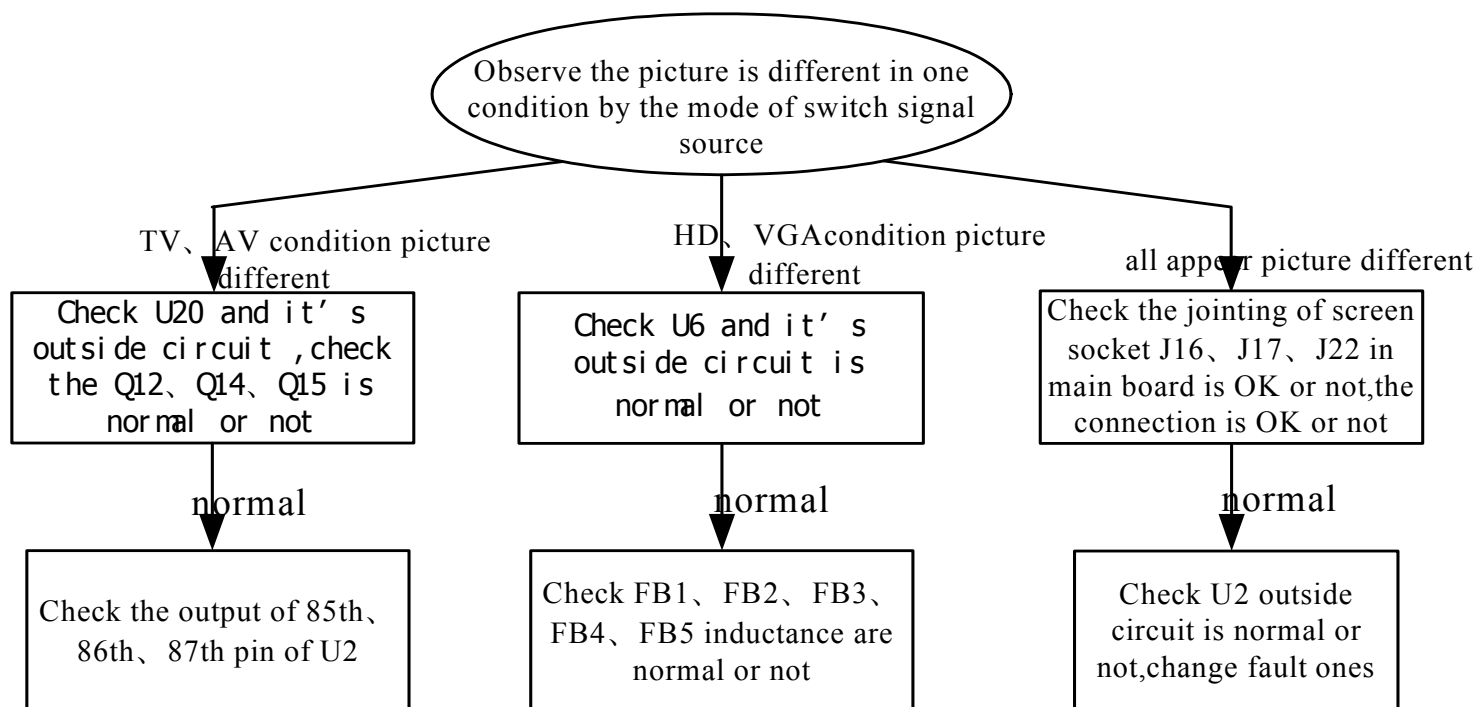 Observe the picture is different in one
condition by the mode of switch signal
source
TV、AV condition picture
different
HD、VGAcondition picture
different
all appear picture different
Check U20 and it’s
outside circuit ,check
the Q12、Q14、Q15 is
normal or not
Check U6 and it’s
outside circuit is
normal or not
Check the jointing of screen
socket J16、J17、J22 in
main board is OK or not,the
connection is OK or not
normal
normal
normal
Check the output of 85th、
86th、87th pin of U2
Check FB1、FB2、FB3、
FB4、FB5 inductance are
normal or not
Check U2 outside
circuit is normal or
not,change fault ones